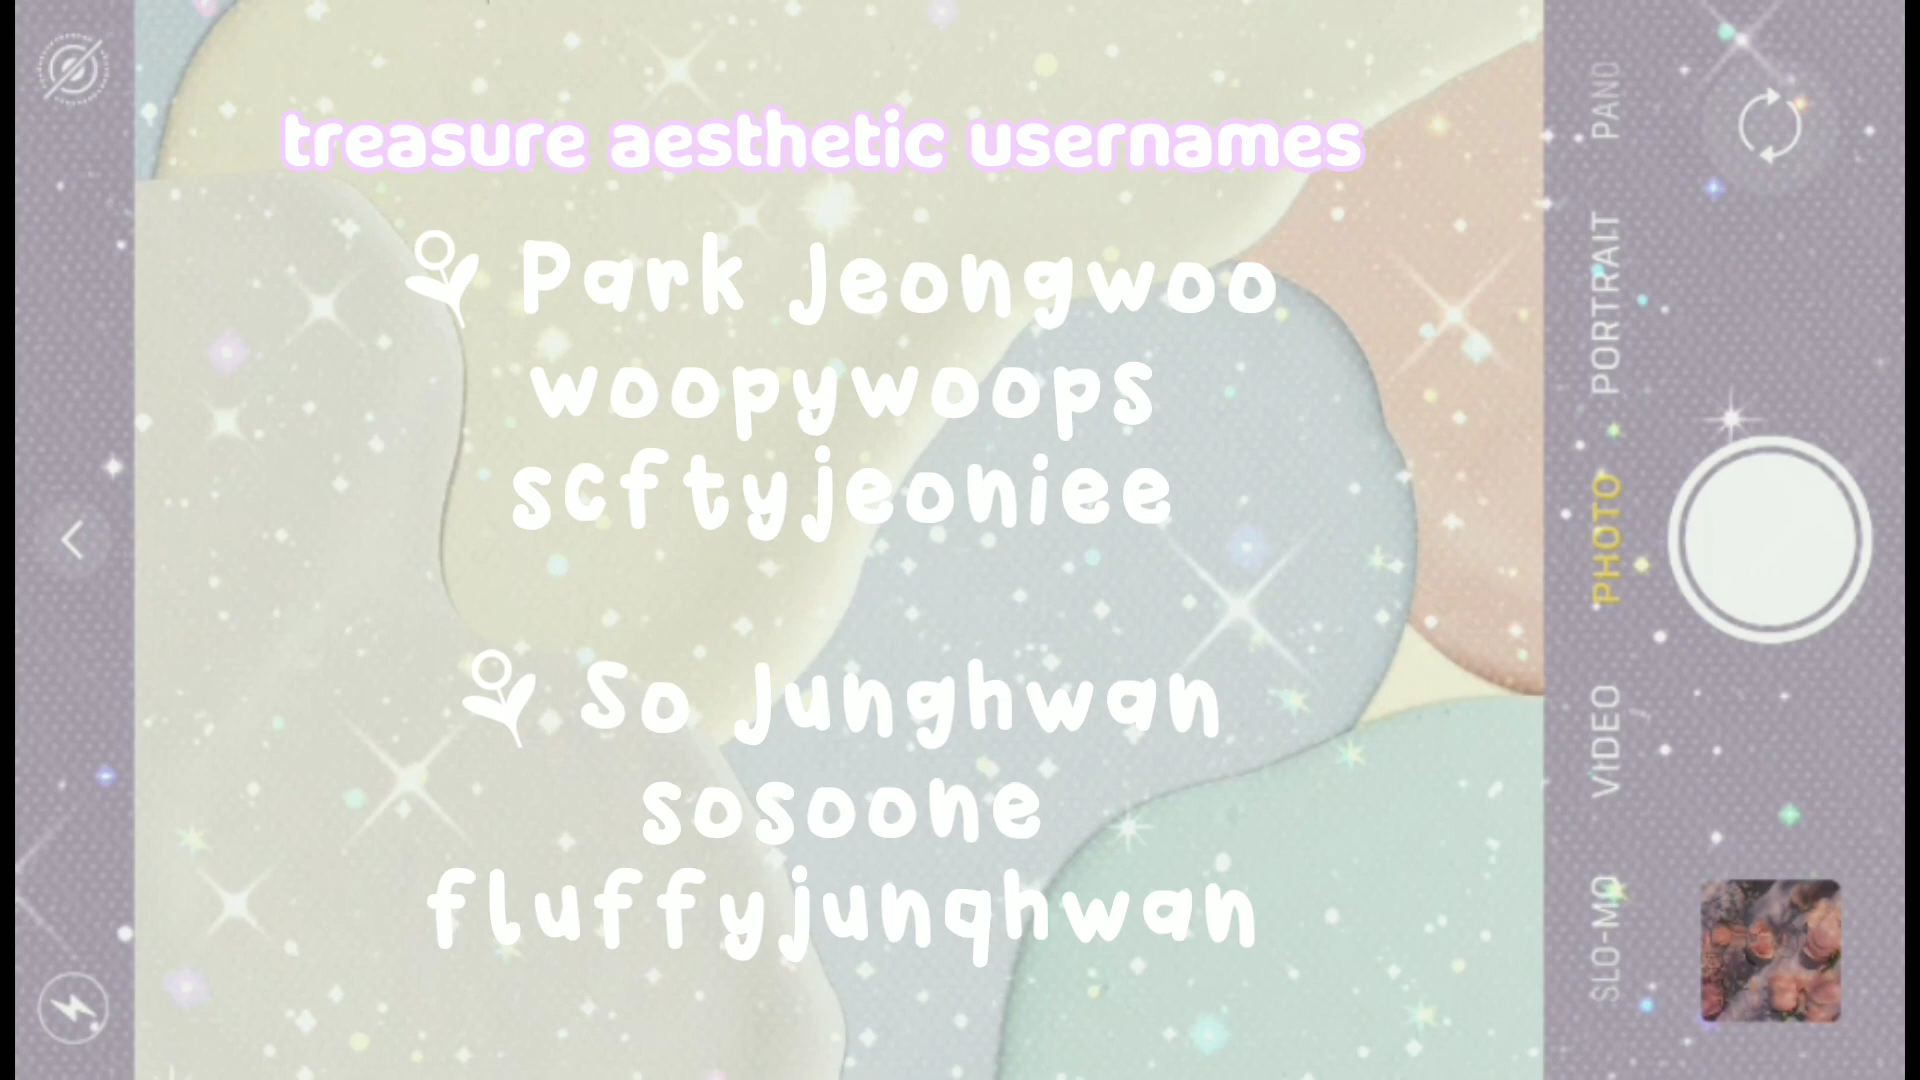 treasure aesthetic usernames
Park Jeongwoo
woopywoops
scftyjeoniee
So Junghwan
sosoone
fluffyjunqhwan
PANO
PORTRAIT
PHOTO
VIDEO
SLO-MO